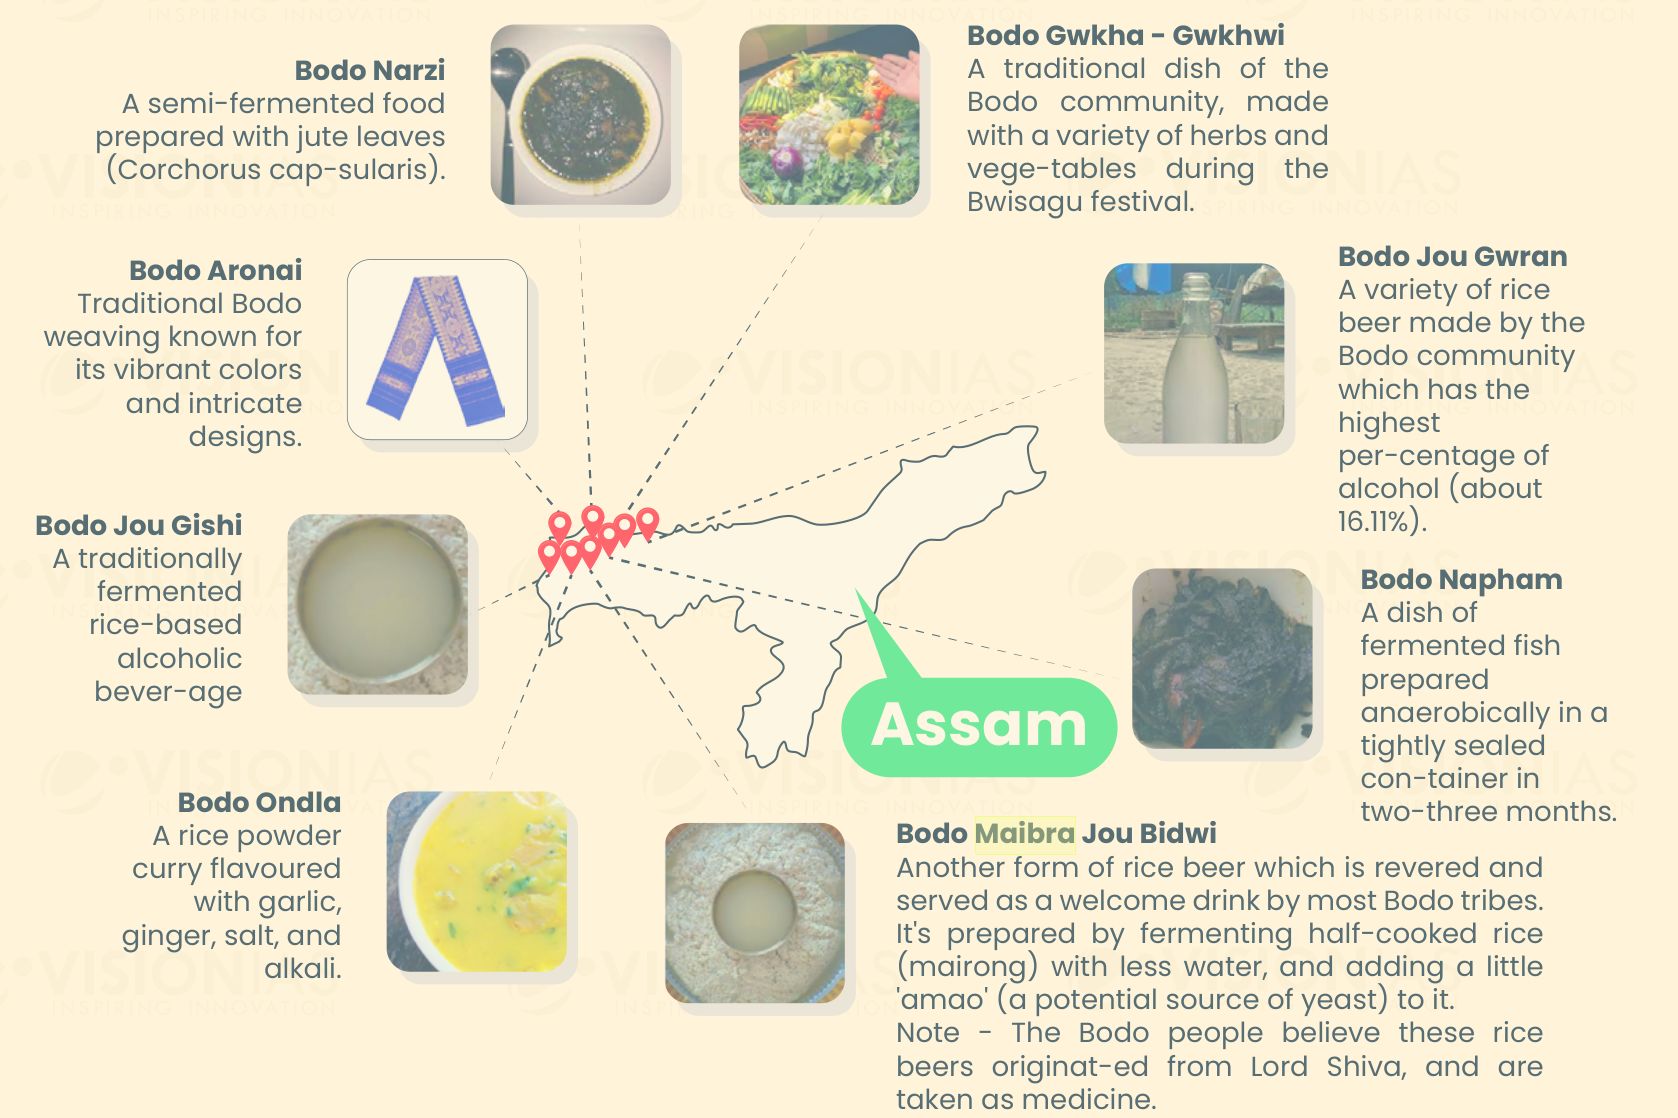 Bodo Narzi
A semi-fermented food
prepared with jute leaves
(Corchorus cap-sularis).
Bodo Gwkha - Gwkhwi
A traditional dish of the
Bodo community, made
with a variety of herbs and
vege-tables during the
Bwisagu festival.
Bodo Aronai
Traditional Bodo
weaving known for
its vibrant colors
and intricate
designs.
Bodo Jou Gwran
A variety of rice
beer made by the
Bodo community
which has the
highest
per-centage of
alcohol (about
16.11%).
Bodo Jou Gishi
A traditionally
fermented
rice-based
alcoholic
bever-age
Bodo Napham
A dish of
fermented fish
prepared
anaerobically in a
tightly sealed
con-tainer in
two-three months.
Assam
Bodo Ondla
A rice powder
curry flavoured
with garlic,
ginger, salt, and
alkali.
Bodo Maibra Jou Bidwi
Another form of rice beer which is revered and
served as a welcome drink by most Bodo tribes.
It's prepared by fermenting half-cooked rice
(mairong) with less water, and adding a little
'amao' (a potential source of yeast) to it.
Note - The Bodo people believe these rice
beers originat-ed from Lord Shiva, and are
taken as medicine.
VISIONIAS
INSPIRING INNOVATION